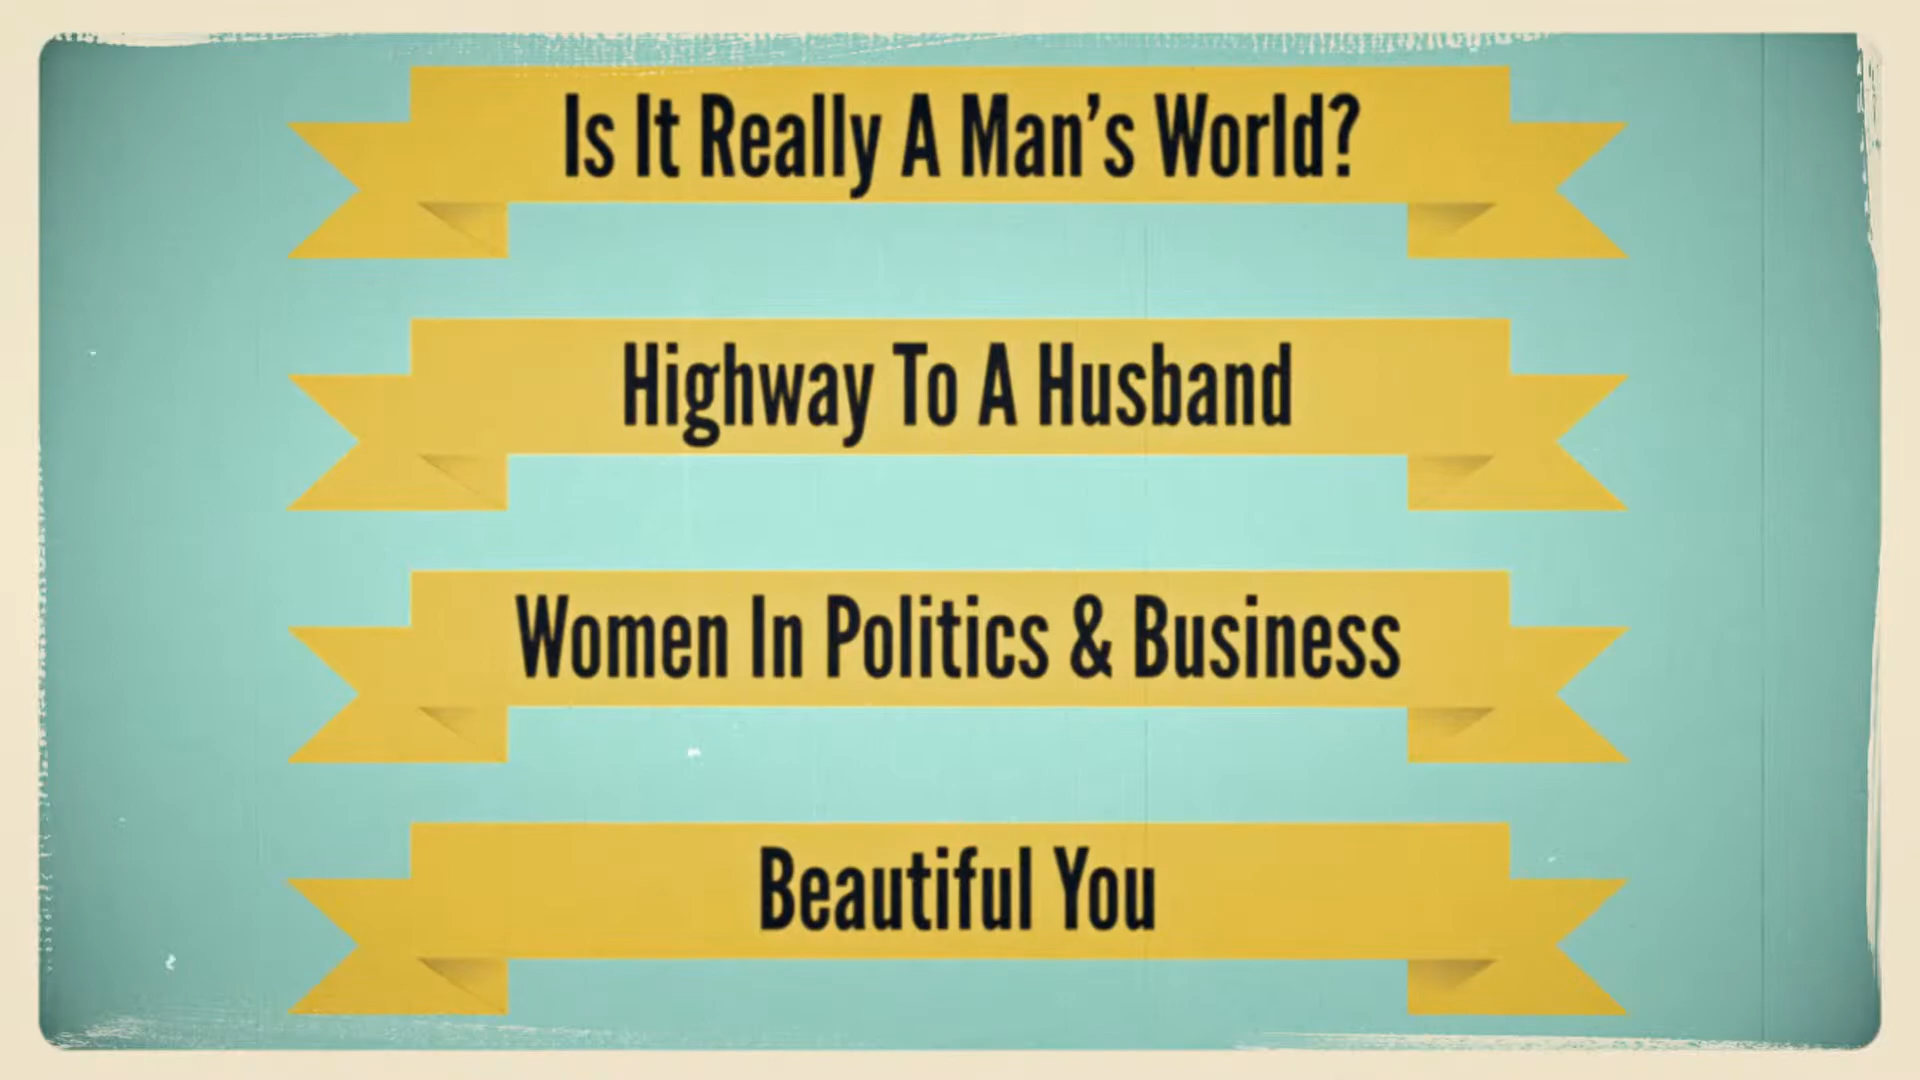 Is It Really A Man’s World?
Highway To A Husband
Women In Politics & Business
Beautiful You